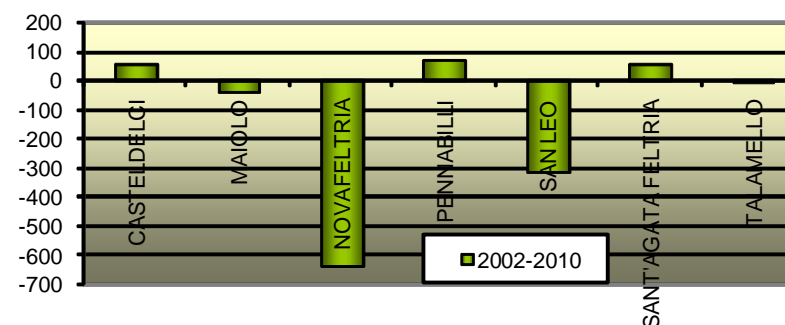 200
100
0
-100
-200
-300
-400
-500
-600
-700
CASTELDELCI
MAIOLO
NOVAFELTRIA
PENNABILLI
SAN LEO
SANT'AGATA FELTRIA
TALAMELLO
2002-2010